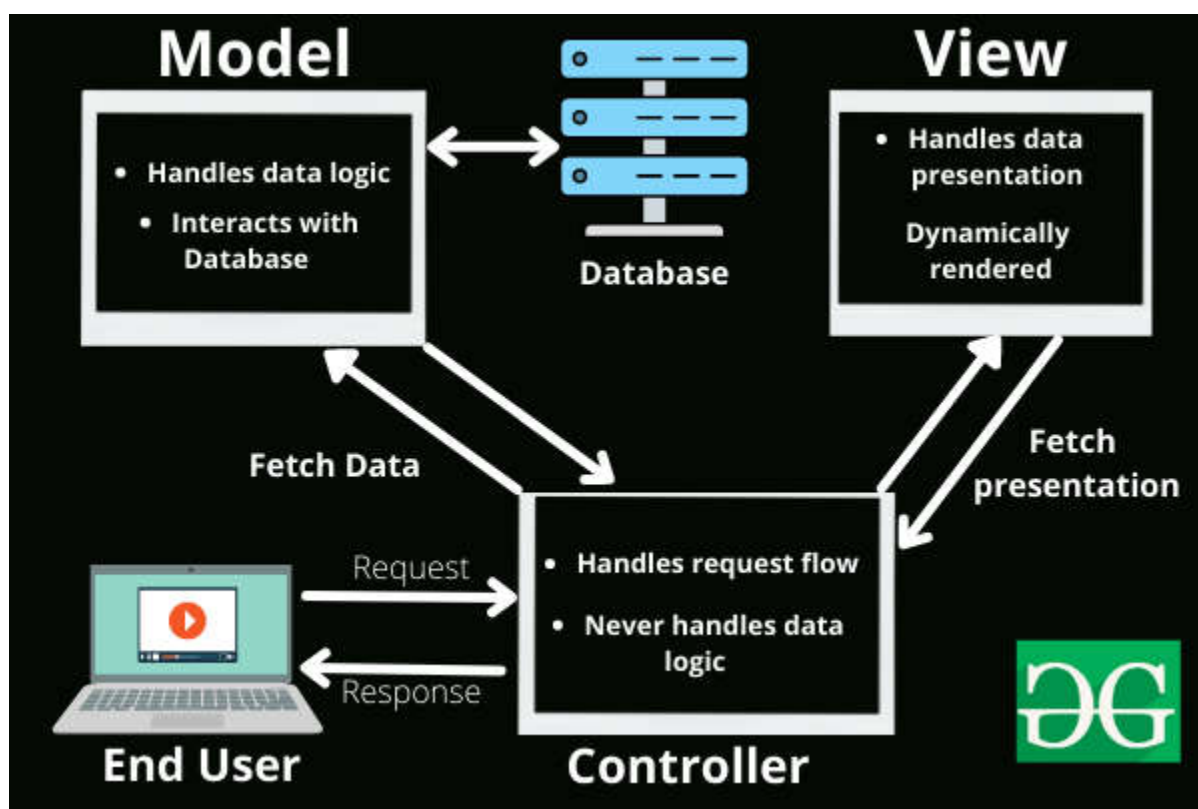 Model
View
• Handles data logic
• Interacts with
Database
Database
• Handles data
presentation
Dynamically
rendered
Fetch Data
Fetch
presentation
Request
Response
• Handles request flow
• Never handles data
logic
End User
Controller